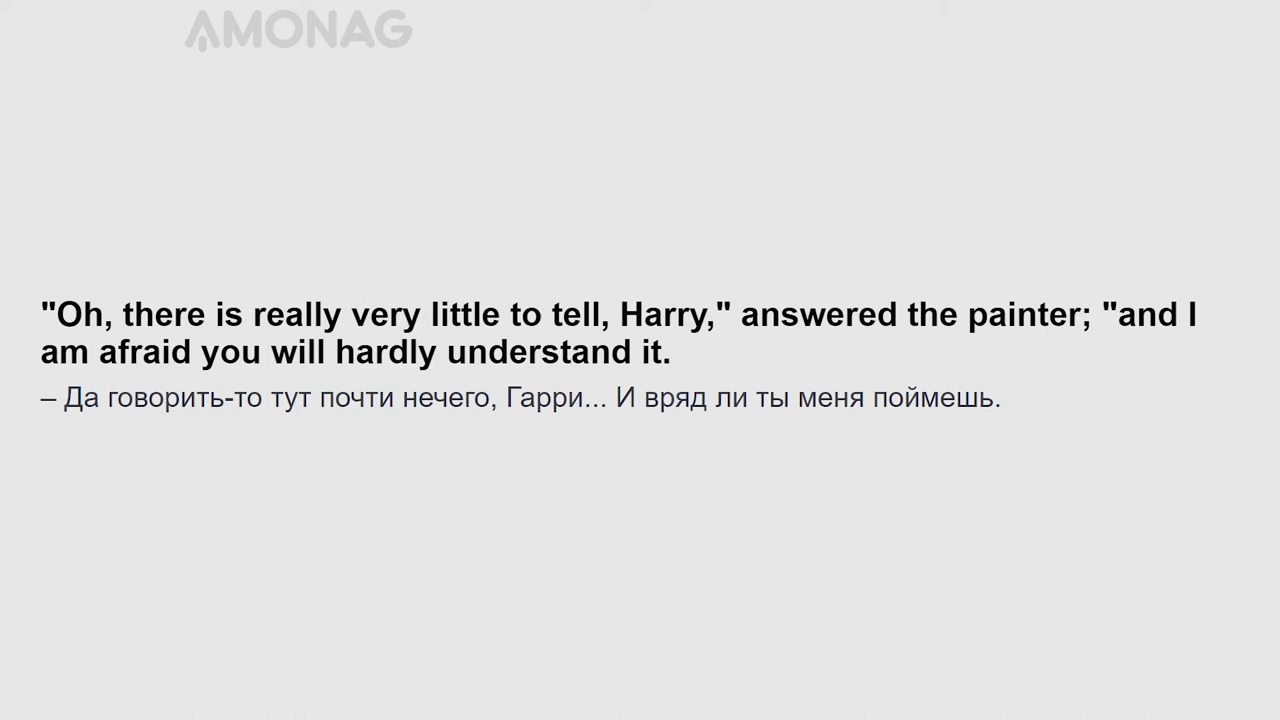 AMONAG
"Oh, there is really very little to tell, Harry," answered the painter; "and I
am afraid you will hardly understand it.
– Да говорить-то тут почти нечего, Гарри... И вряд ли ты меня поймешь.